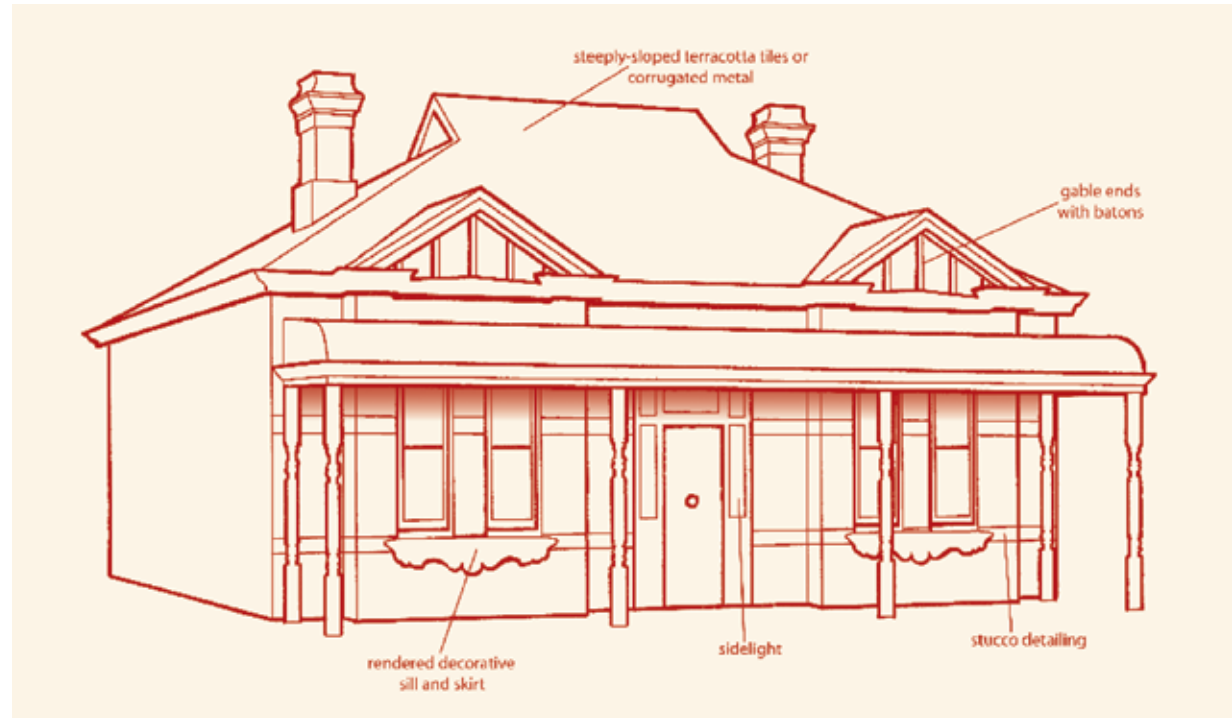 steeply-sloped terracotta tiles or
corrugated metal
gable ends
with batons
rendered decorative
sill and skirt
sidelight
stucco detailing